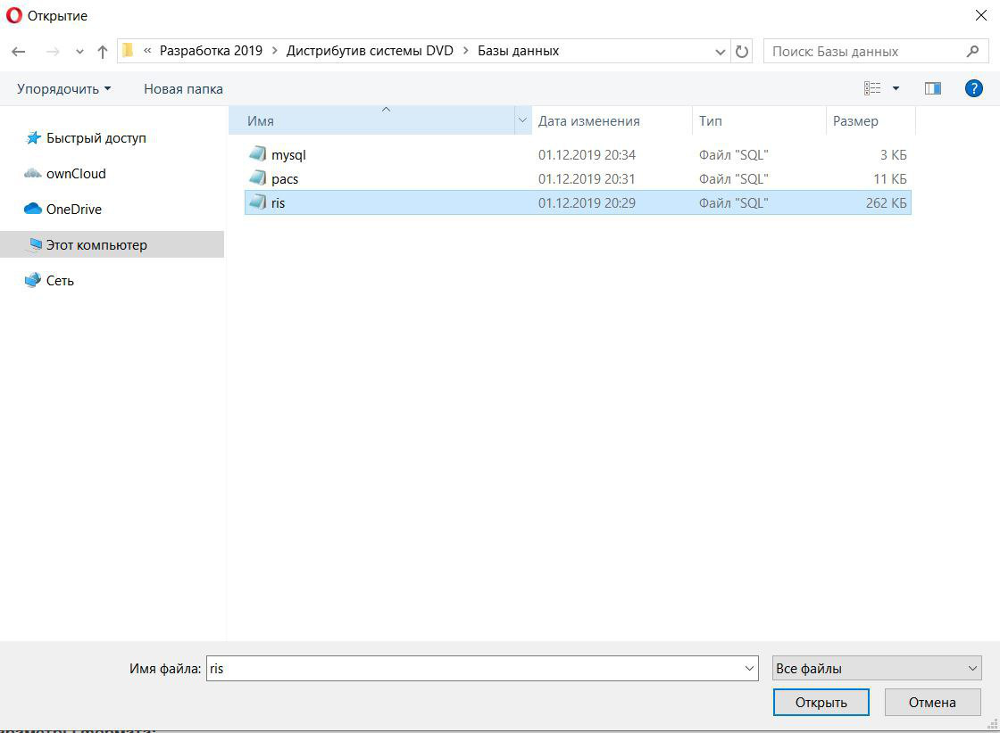 Открытие
« Разработка 2019 › Дистрибутив системы DVD › Базы данных
Поиск: Базы данных
Упорядочить Новая папка
?
Имя Дата изменения Тип Размер
Быстрый доступ
ownCloud
OneDrive
Этот компьютер
Сеть
mysql 01.12.2019 20:34 Файл "SQL" 3 КБ
pacs 01.12.2019 20:31 Файл "SQL" 11 КБ
ris 01.12.2019 20:29 Файл "SQL" 262 КБ
Имя файла: ris Все файлы
Открыть Отмена